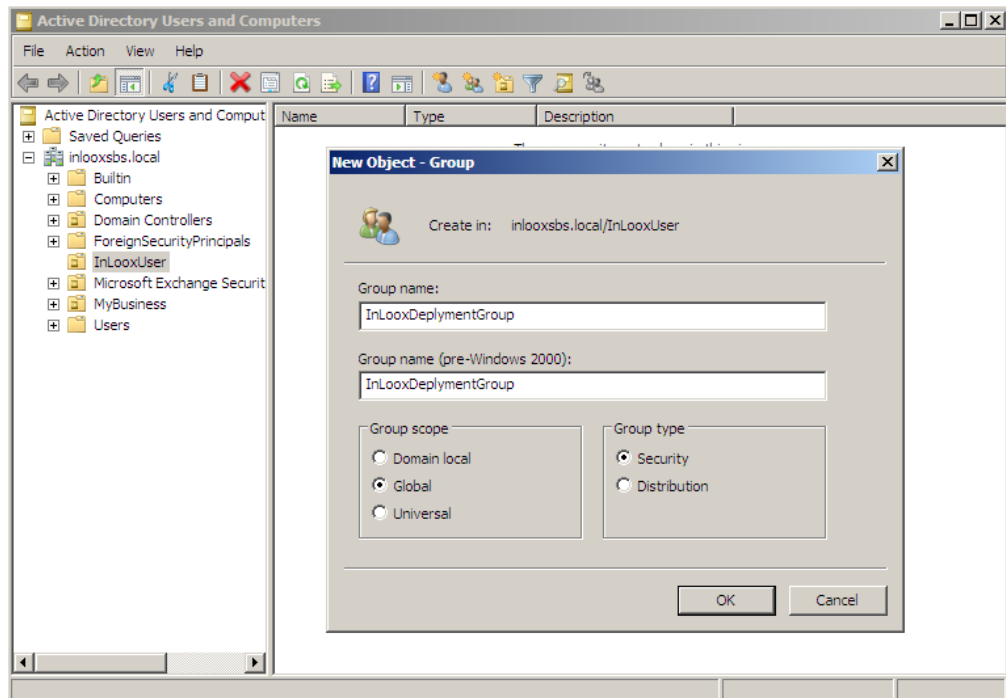 Active Directory Users and Computers
File Action View Help
Active Directory Users and Comput
Saved Queries
inlooxsbs.local
Builtin
Computers
Domain Controllers
ForeignSecurityPrincipals
InLooxUser
Microsoft Exchange Securit
MyBusiness
Users
Name Type Description
New Object - Group
Create in: inlooxsbs.local/InLooxUser
Group name:
InLooxDeplymentGroup
Group name (pre-Windows 2000):
InLooxDeplymentGroup
Group scope
Domain local
Global
Universal
Group type
Security
Distribution
OK Cancel